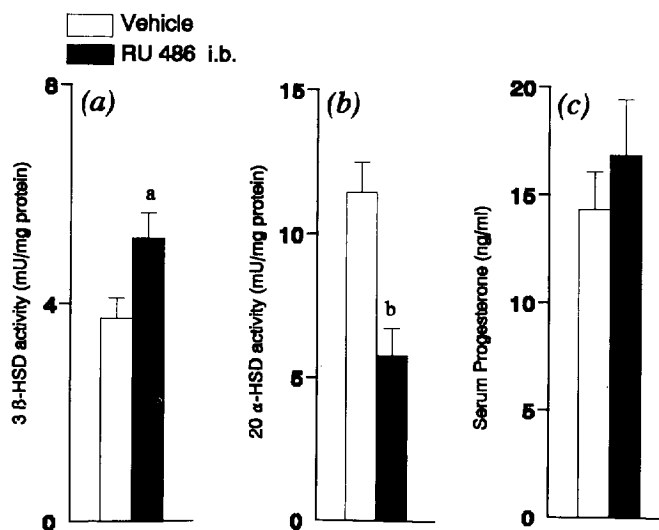 Vehicle
RU 486 i.b.
(a)
3 ß-HSD activity (mU/mg protein)
8
4
0
a
(b)
20 α-HSD activity (mU/mg protein)
15
10
5
0
b
(c)
Serum Progesterone (ng/ml)
20
15
10
5
0